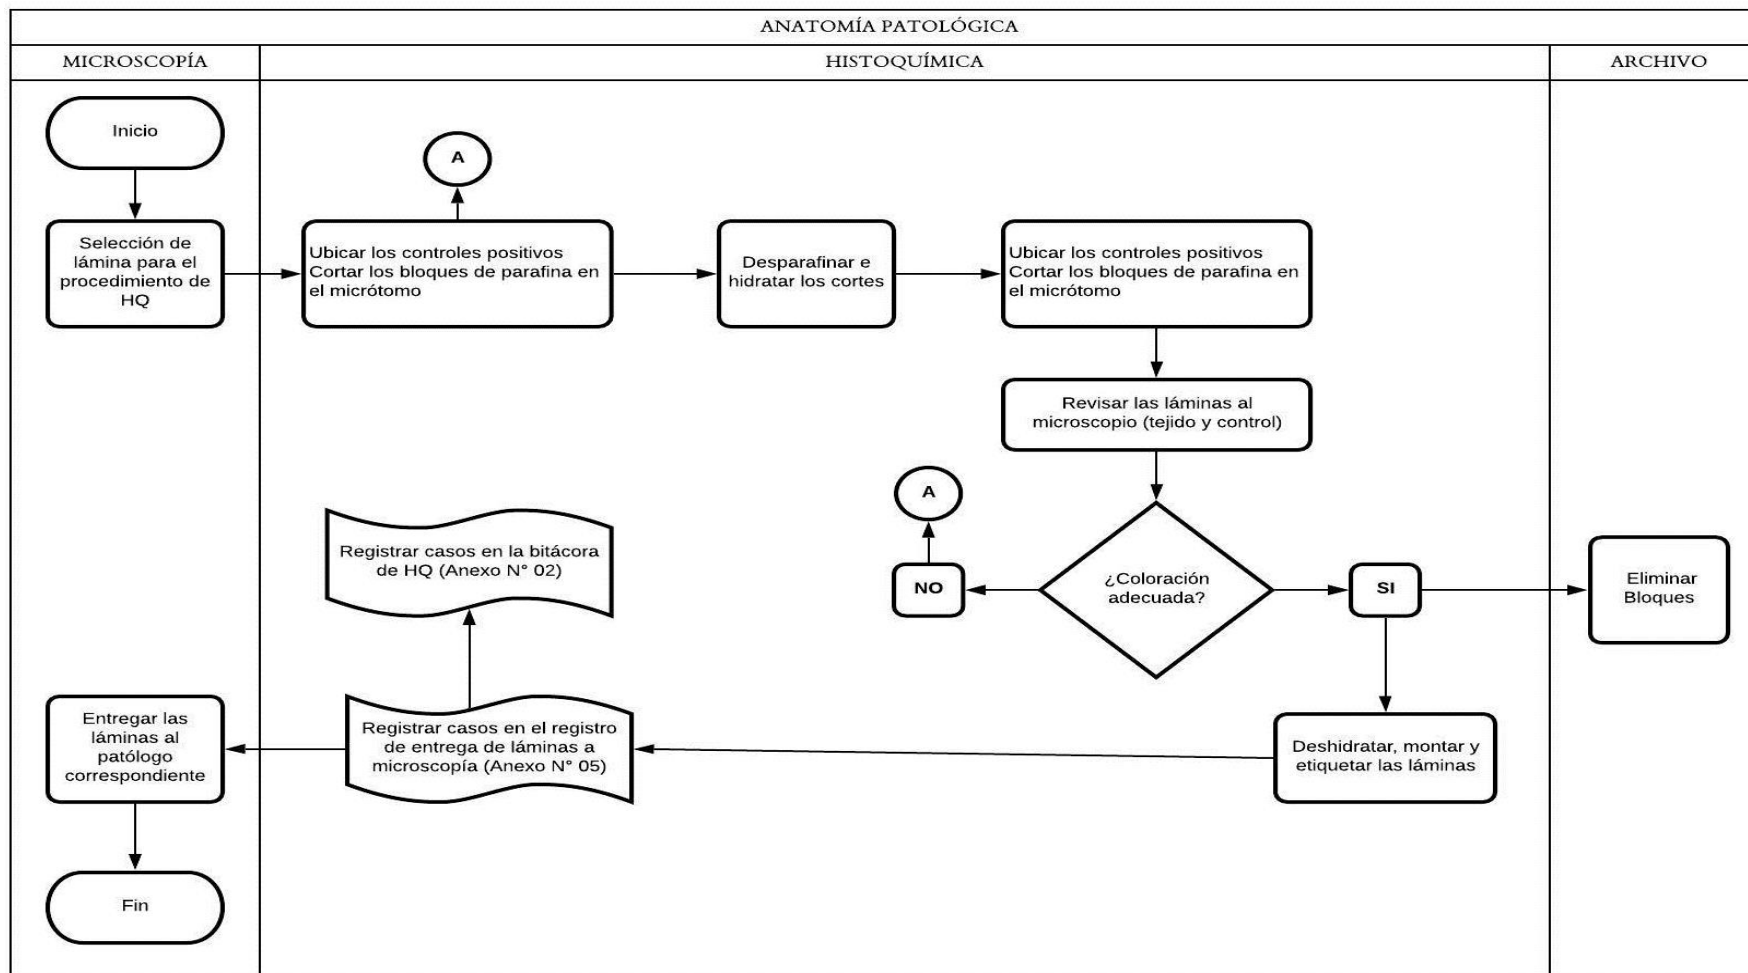 ANATOMÍA PATOLÓGICA
MICROSCOPÍA
HISTOQUÍMICA
ARCHIVO
Inicio
A
Selección de
lámina para el
procedimiento de
HQ
Ubicar los controles positivos
Cortar los bloques de parafina en
el micrótomo
Desparafinar e
hidratar los cortes
Ubicar los controles positivos
Cortar los bloques de parafina en
el micrótomo
Revisar las láminas al
microscopio (tejido y control)
A
¿Coloración
adecuada?
NO
SI
Eliminar
Bloques
Registrar casos en la bitácora
de HQ (Anexo N° 02)
Deshidratar, montar y
etiquetar las láminas
Registrar casos en el registro
de entrega de láminas a
microscopía (Anexo N° 05)
Entregar las
láminas al
patólogo
correspondiente
Fin